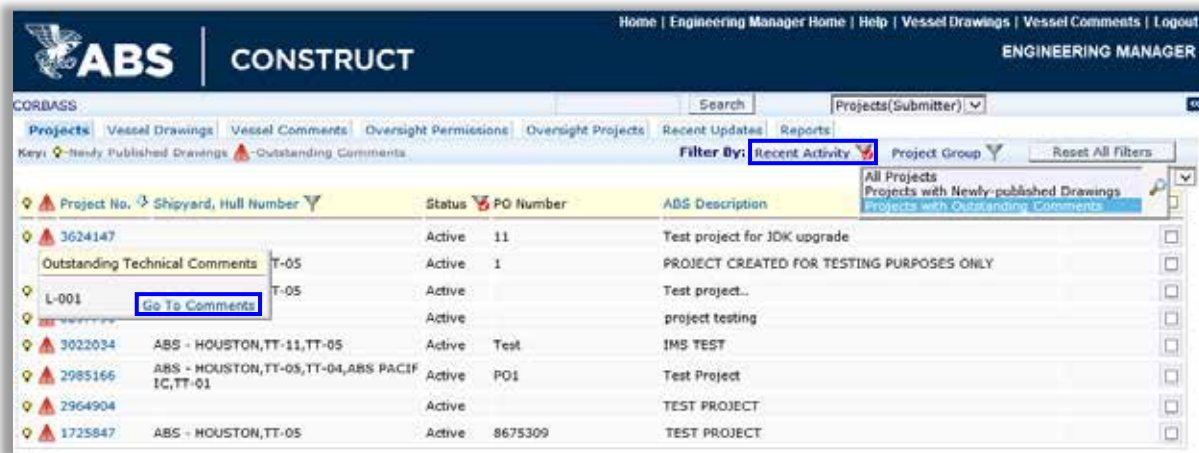 Home | Engineering Manager Home | Help | Vessel Drawings | Vessel Comments | Logout
ABS | CONSTRUCT
ENGINEERING MANAGER
CORBASS Search Projects(Submitter)
Projects Vessel Drawings Vessel Comments Oversight Permissions Oversight Projects Recent Updates Reports
Key: -Newly Published Drawings -Outstanding Comments Filter By: Recent Activity Project Group Reset All Filters
All Projects
Projects with Newly-published Drawings
Projects with Outstanding Comments
Project No. Shipyard, Hull Number Status PO Number ABS Description
3624147 Active 11 Test project for JDK upgrade
Outstanding Technical Comments T-05 Active 1 PROJECT CREATED FOR TESTING PURPOSES ONLY
L-001 Go To Comments T-05 Active Test project..
Active project testing
3022034 ABS - HOUSTON,TT-11,TT-05 Active Test IMS TEST
2985166 ABS - HOUSTON,TT-05,TT-04,ABS PACIF
IC,TT-01 Active PO1 Test Project
2964904 Active TEST PROJECT
1725847 ABS - HOUSTON,TT-05 Active 8675309 TEST PROJECT